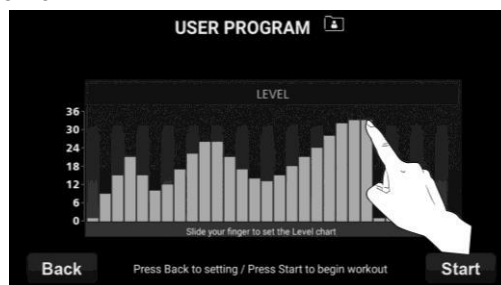 USER PROGRAM
LEVEL
36
30
24
18
12
6
0
Slide your finger to set the Level chart
Back
Press Back to setting / Press Start to begin workout
Start